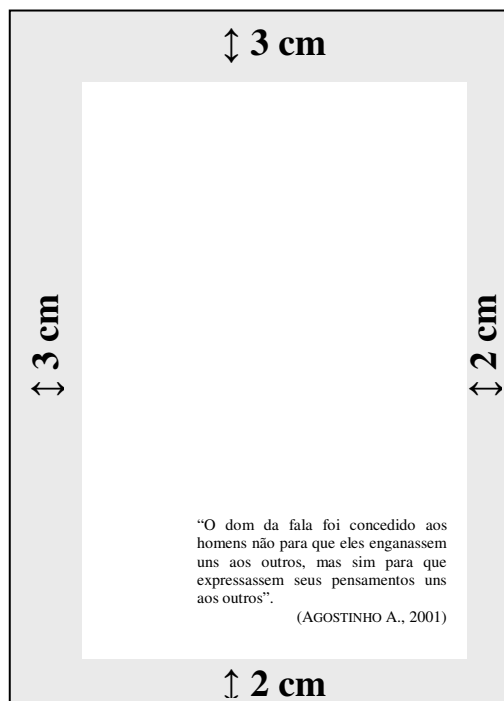 ↕ 3 cm
↕ 3 cm
↕ 2 cm
“O dom da fala foi concedido aos
homens não para que eles enganassem
uns aos outros, mas sim para que
expressassem seus pensamentos uns
aos outros”.
(AGOSTINHO A., 2001)
↕ 2 cm